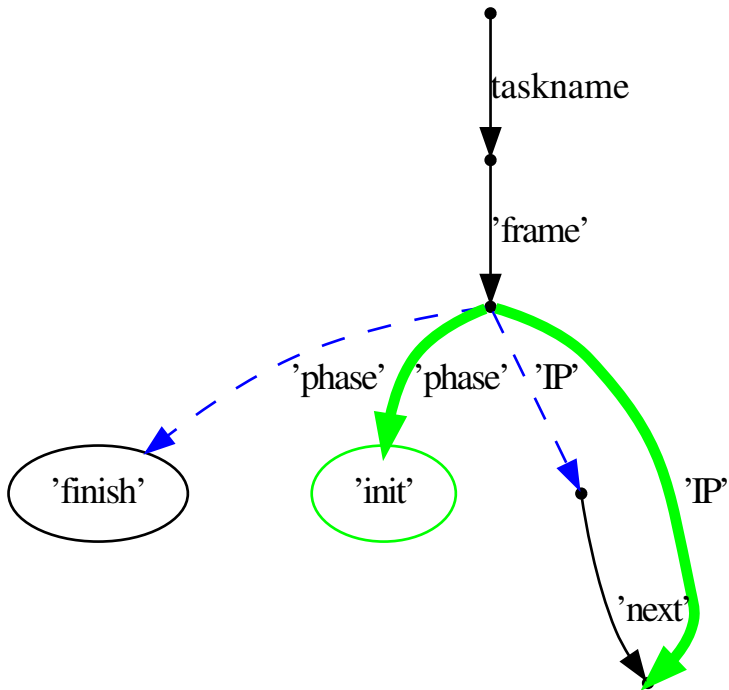 taskname
’frame’
’phase’
’phase’
’IP’
’finish’
’init’
’IP’
’next’